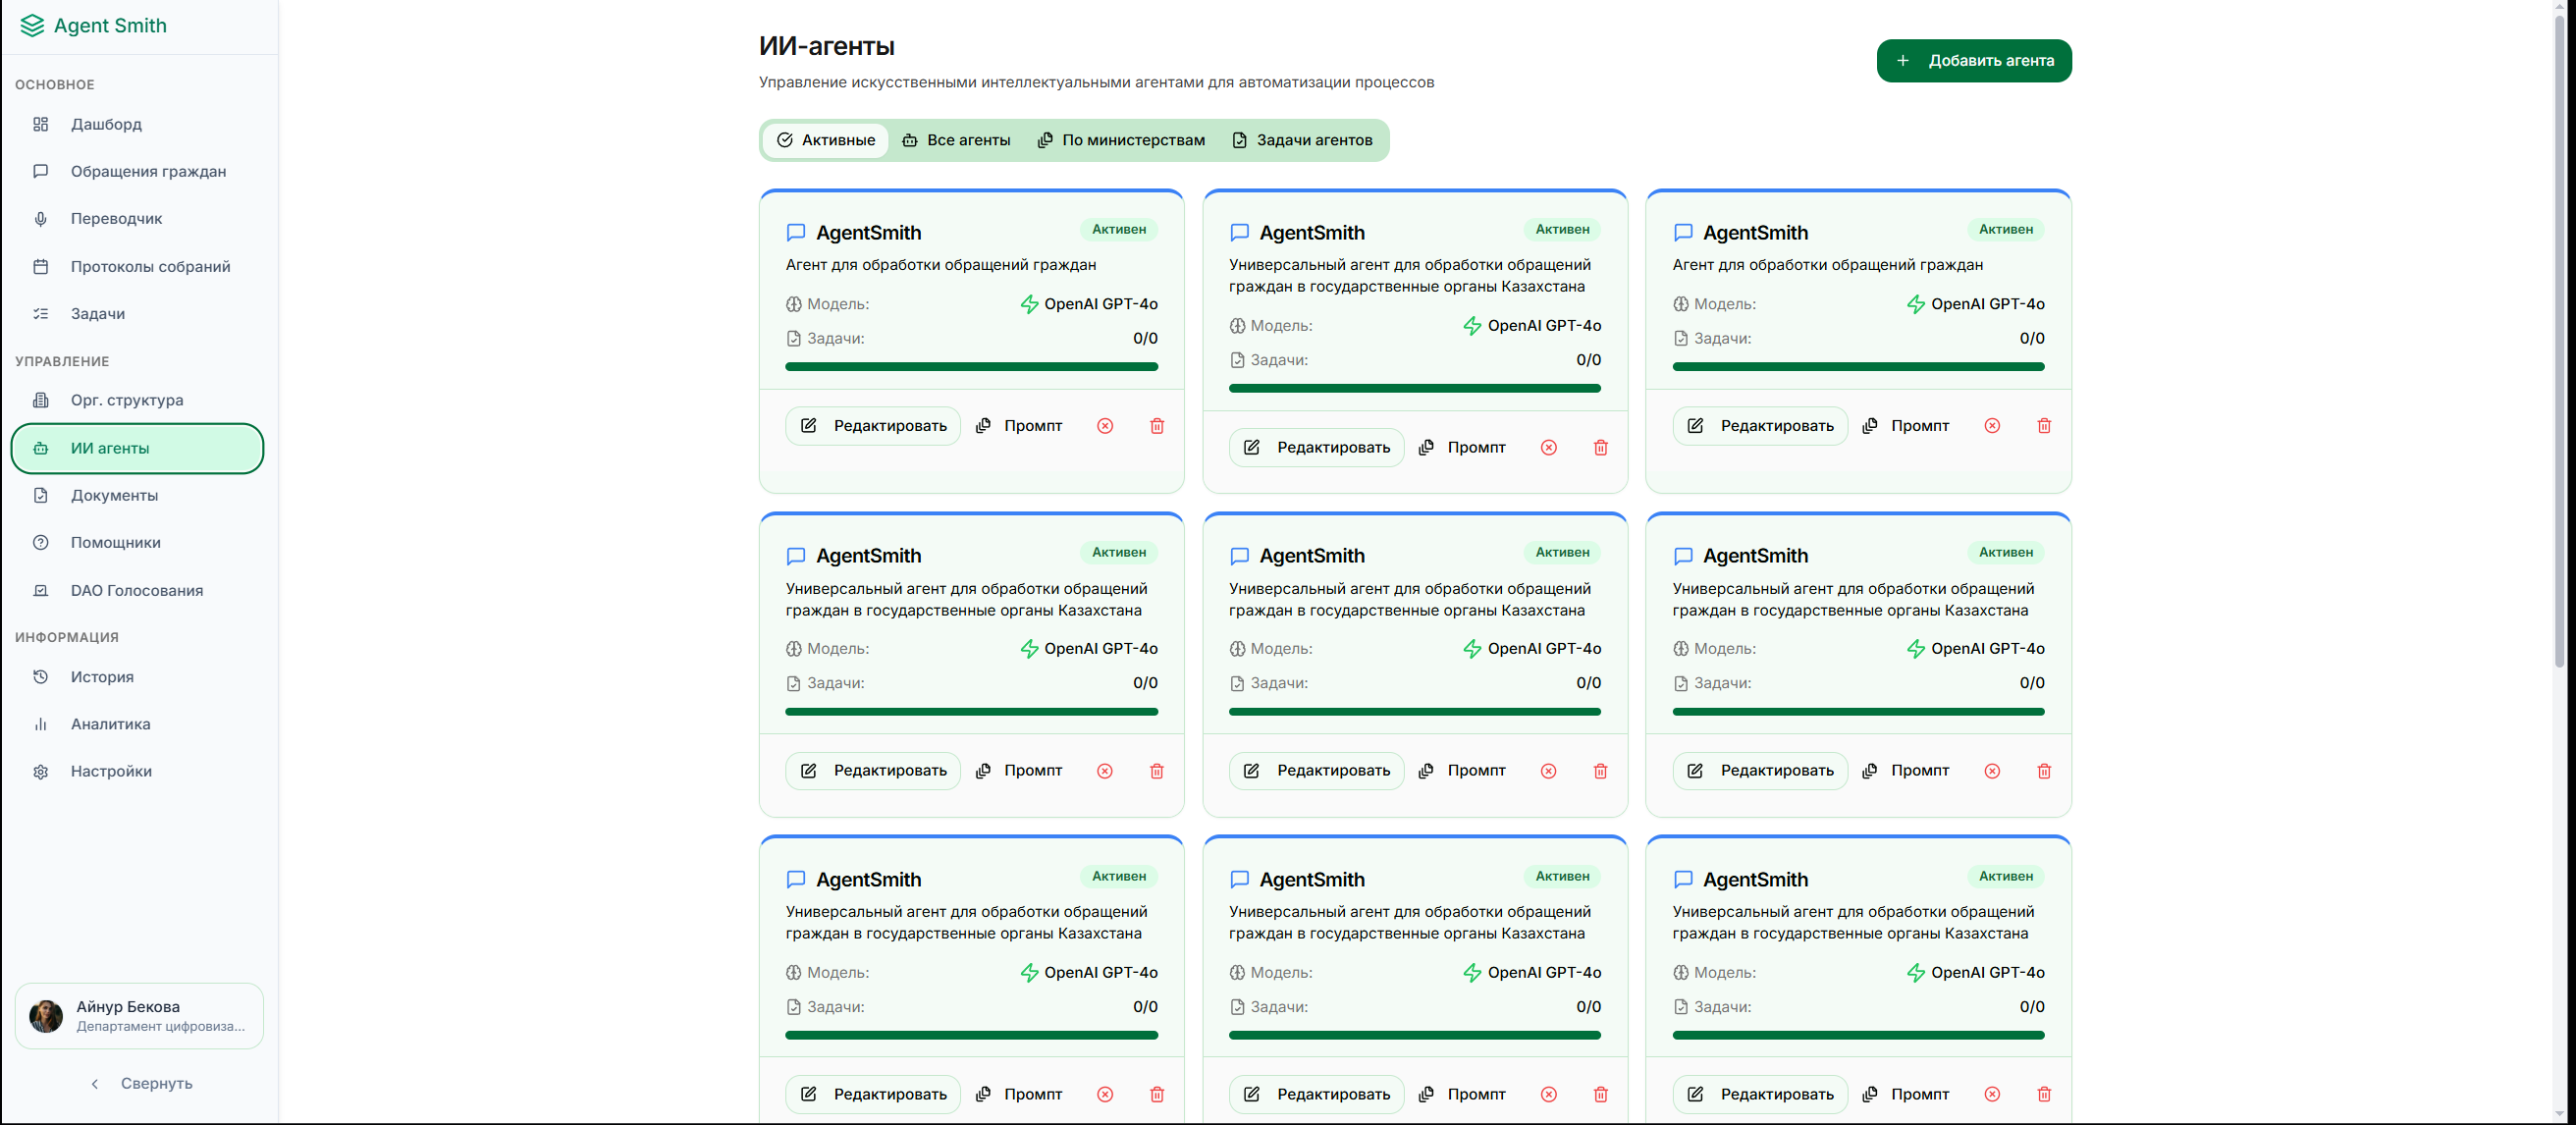 Agent Smith
ОСНОВНОЕ
Дашборд
Обращения граждан
Переводчик
Протоколы собраний
Задачи
УПРАВЛЕНИЕ
Орг. структура
ИИ агенты
Документы
Помощники
DAO Голосования
ИНФОРМАЦИЯ
История
Аналитика
Настройки
Айнур Бекова
Департамент цифровиза...
Свернуть
ИИ-агенты
Управление искусственными интеллектуальными агентами для автоматизации процессов
Добавить агента
Активные Все агенты По министерствам Задачи агентов
AgentSmith Активен
Агент для обработки обращений граждан
Модель: OpenAI GPT-4o
Задачи: 0/0
Редактировать Промпт
AgentSmith Активен
Универсальный агент для обработки обращений
граждан в государственные органы Казахстана
Модель: OpenAI GPT-4o
Задачи: 0/0
Редактировать Промпт
AgentSmith Активен
Агент для обработки обращений граждан
Модель: OpenAI GPT-4o
Задачи: 0/0
Редактировать Промпт
AgentSmith Активен
Универсальный агент для обработки обращений
граждан в государственные органы Казахстана
Модель: OpenAI GPT-4o
Задачи: 0/0
Редактировать Промпт
AgentSmith Активен
Универсальный агент для обработки обращений
граждан в государственные органы Казахстана
Модель: OpenAI GPT-4o
Задачи: 0/0
Редактировать Промпт
AgentSmith Активен
Универсальный агент для обработки обращений
граждан в государственные органы Казахстана
Модель: OpenAI GPT-4o
Задачи: 0/0
Редактировать Промпт
AgentSmith Активен
Универсальный агент для обработки обращений
граждан в государственные органы Казахстана
Модель: OpenAI GPT-4o
Задачи: 0/0
Редактировать Промпт
AgentSmith Активен
Универсальный агент для обработки обращений
граждан в государственные органы Казахстана
Модель: OpenAI GPT-4o
Задачи: 0/0
Редактировать Промпт
AgentSmith Активен
Универсальный агент для обработки обращений
граждан в государственные органы Казахстана
Модель: OpenAI GPT-4o
Задачи: 0/0
Редактировать Промпт